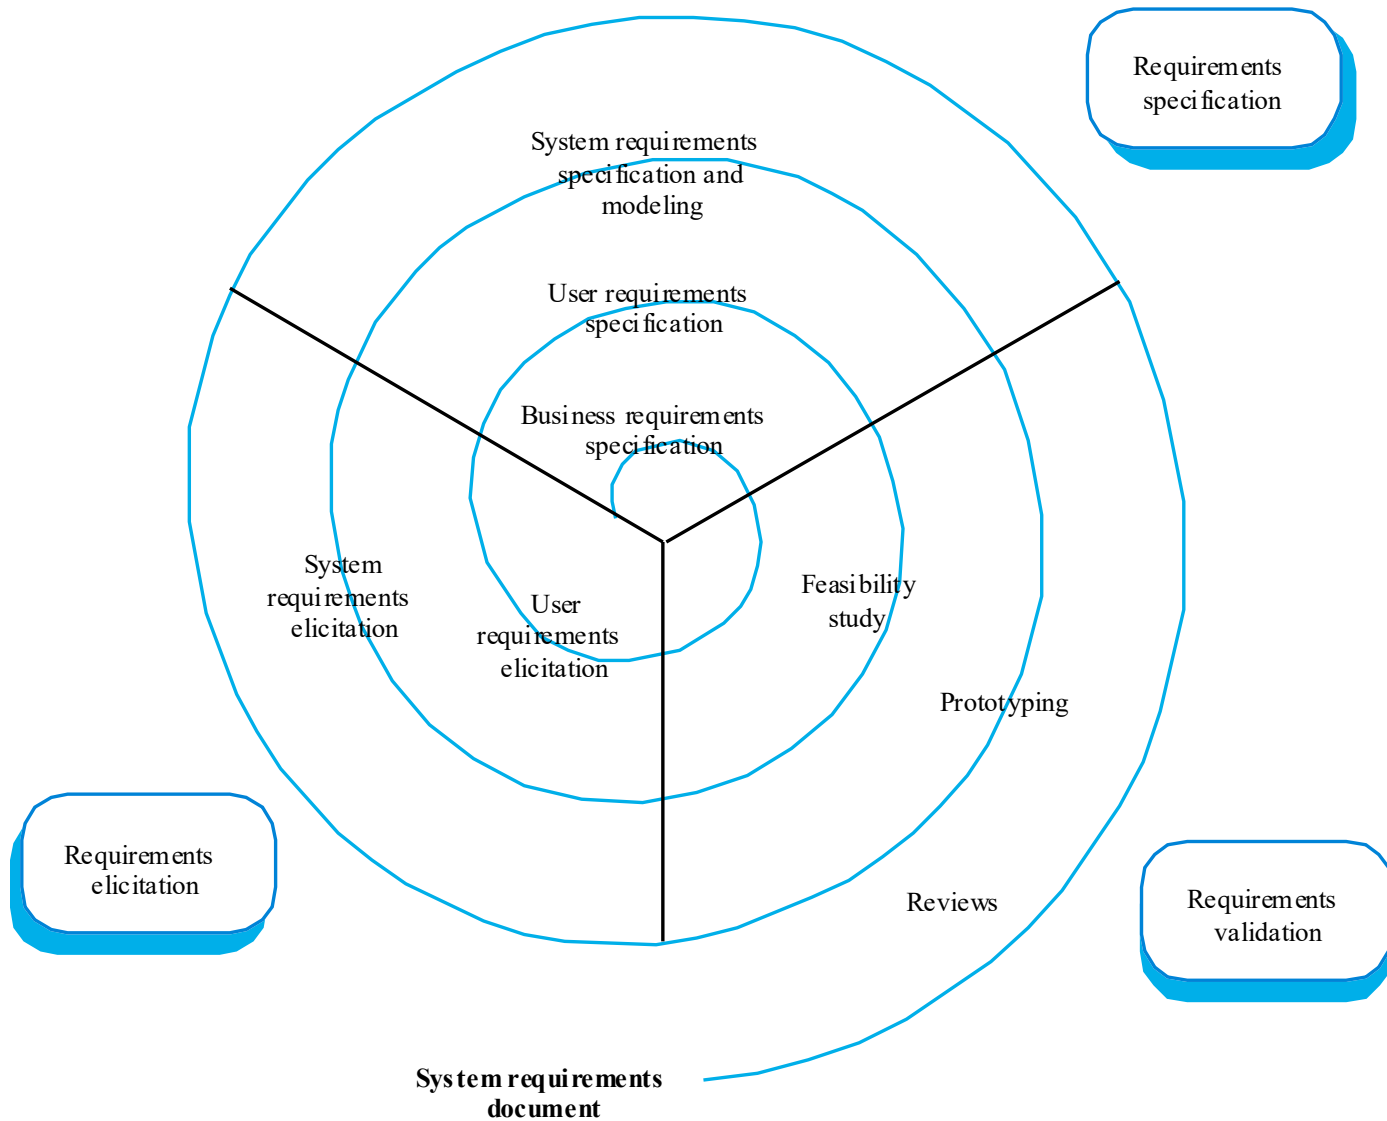 Requirements
specification
System requirements
specification and
modeling
User requirements
specification
Business requirements
specification
System
requirements
elicitation
User
requirements
elicitation
Feasibility
study
Prototyping
Reviews
Requirements
elicitation
Requirements
validation
System requirements
document